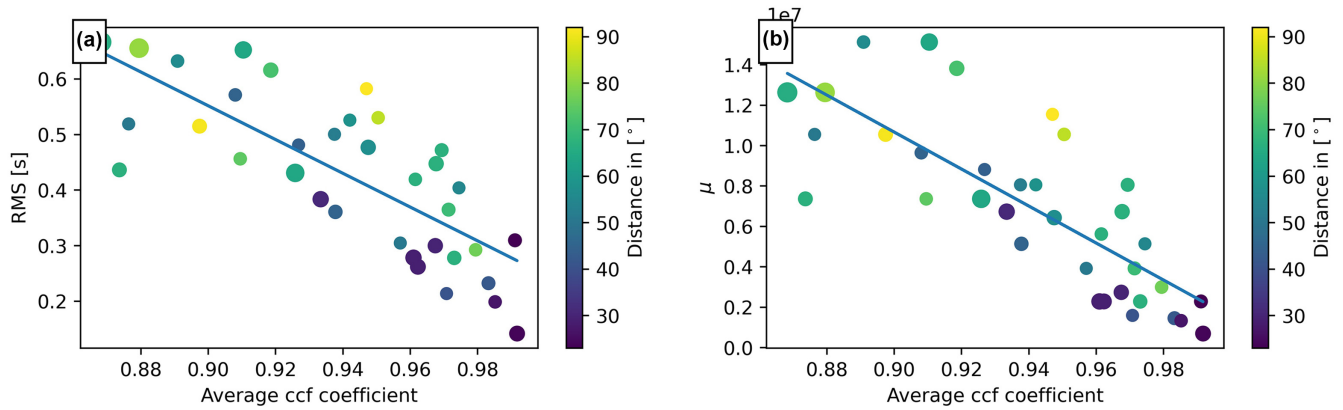 (a)
0.6
0.5
0.4
0.3
0.2
RMS [s]
0.88 0.90 0.92 0.94 0.96 0.98
Average ccf coefficient
90
80
70
60
50
40
30
Distance in [°]
1e7
(b)
1.4
1.2
1.0
0.8
0.6
0.4
0.2
0.0
μ
0.88 0.90 0.92 0.94 0.96 0.98
Average ccf coefficient
90
80
70
60
50
40
30
Distance in [°]